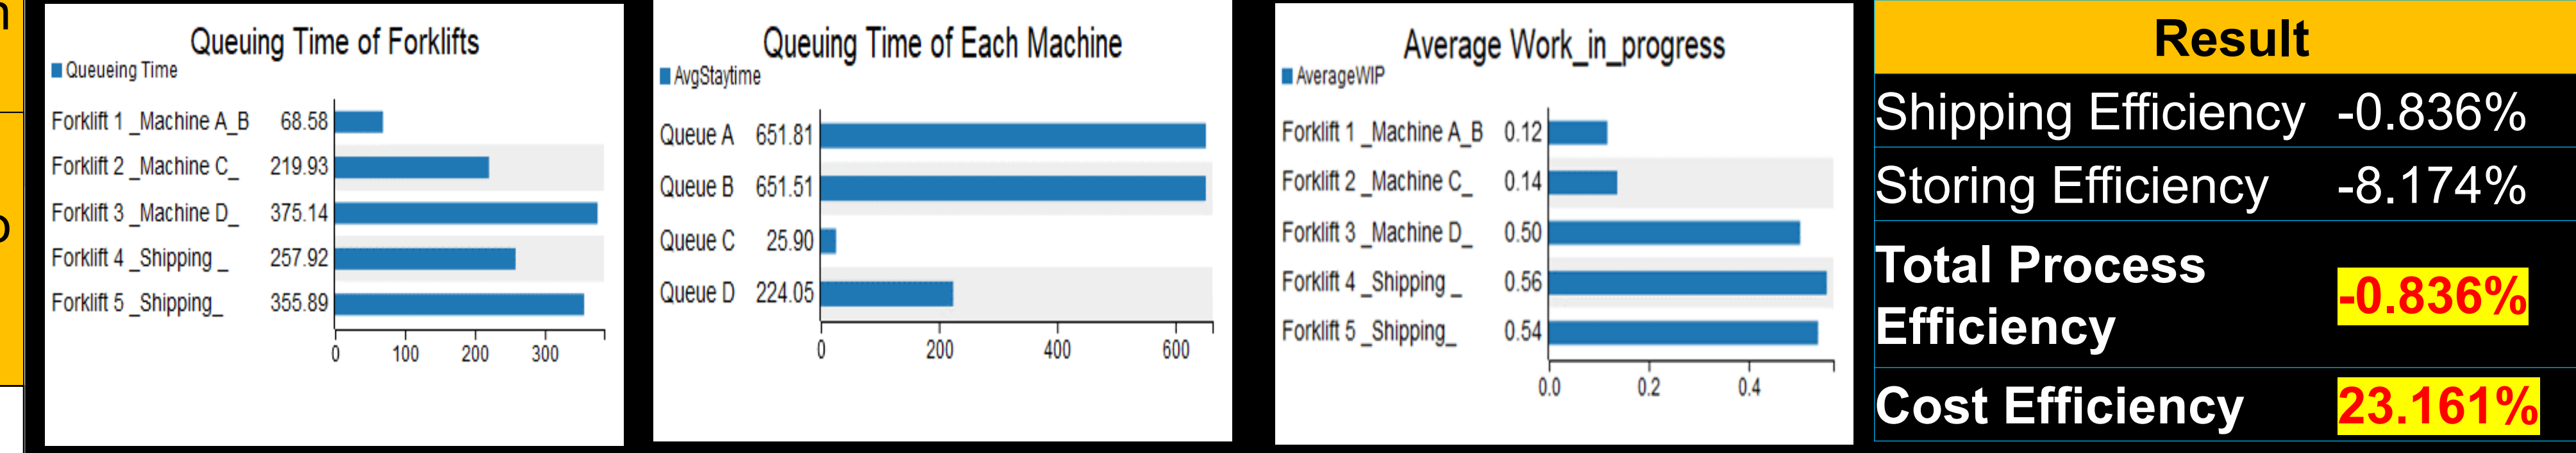 Queuing Time of Forklifts
Queueing Time
Forklift 1 _Machine A_B 68.58
Forklift 2 _Machine C_ 219.93
Forklift 3 _Machine D_ 375.14
Forklift 4 _Shipping _ 257.92
Forklift 5 _Shipping_ 355.89
0 100 200 300
Queuing Time of Each Machine
AvgStaytime
Queue A 651.81
Queue B 651.51
Queue C 25.90
Queue D 224.05
0 200 400 600
Average Work_in_progress
AverageWIP
Forklift 1 _Machine A_B 0.12
Forklift 2 _Machine C_ 0.14
Forklift 3 _Machine D_ 0.50
Forklift 4 _Shipping _ 0.56
Forklift 5 _Shipping_ 0.54
0.0 0.2 0.4
Result
Shipping Efficiency -0.836%
Storing Efficiency -8.174%
Total Process
Efficiency -0.836%
Cost Efficiency 23.161%